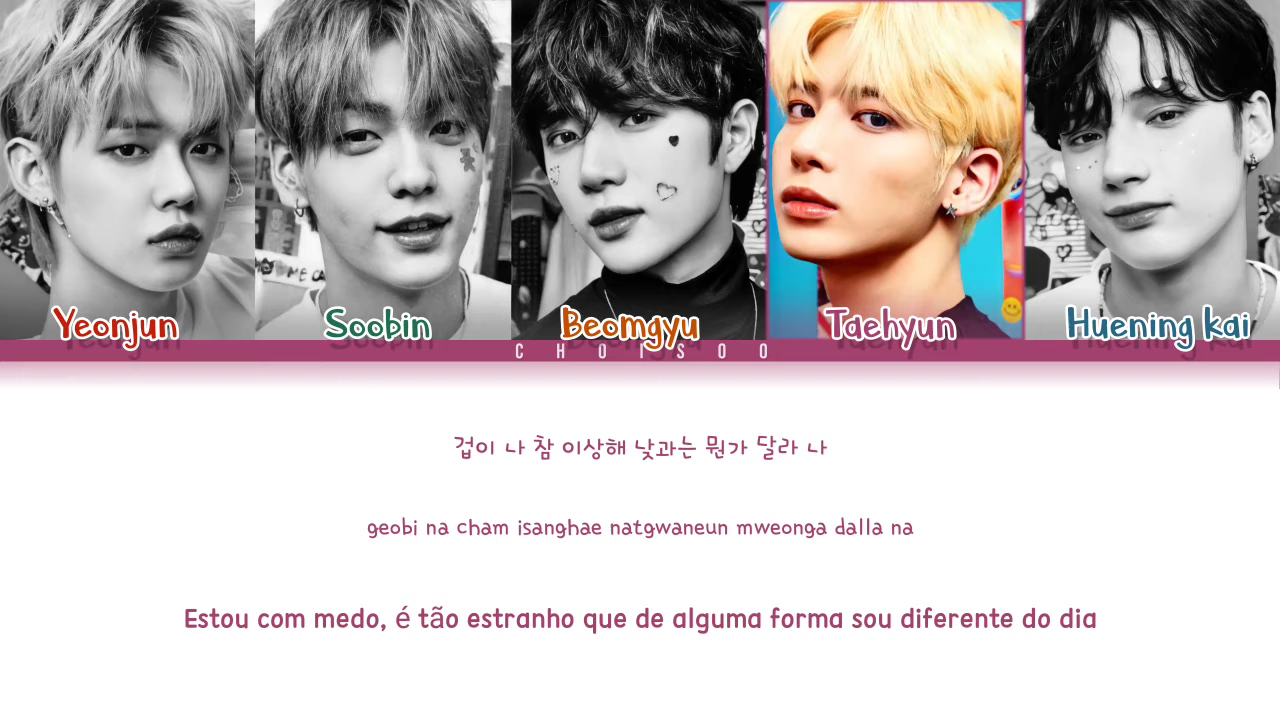 Yeonjun
Soobin
Beomgyu
Taehyun
Huening kai
CHOISOO
겁이 나 참 이상해 낮과는 뭔가 달라 나
geobi na cham isanghae natgwaneun mweonga dalla na
Estou com medo, é tão estranho que de alguma forma sou diferente do dia